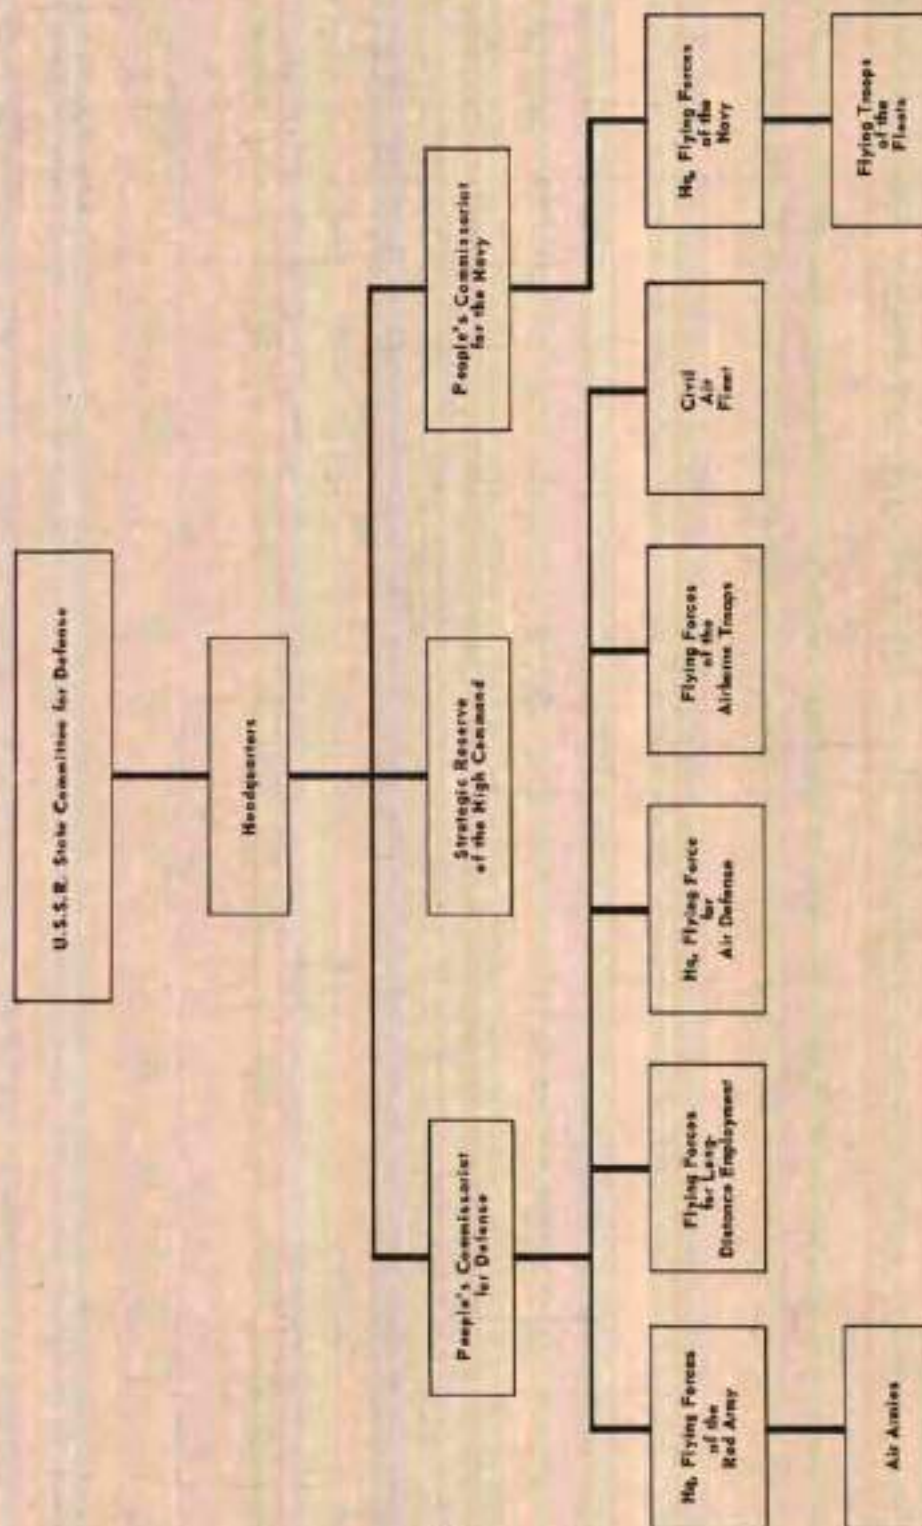 U.S.S.R. State Committee for Defense
Headquarters
People's Commissariat
for Defense
Strategic Reserve
of the High Command
People's Commissariat
for the Navy
Hq, Flying Forces
of the
Red Army
Flying Forces
for Long-
Distance Employment
Hq, Flying Force
for
Air Defense
Flying Forces
of the
Airborne Troops
Civil
Air
Fleet
Hq, Flying Forces
of the
Navy
Air Armies
Flying Troops
of the
Fleets